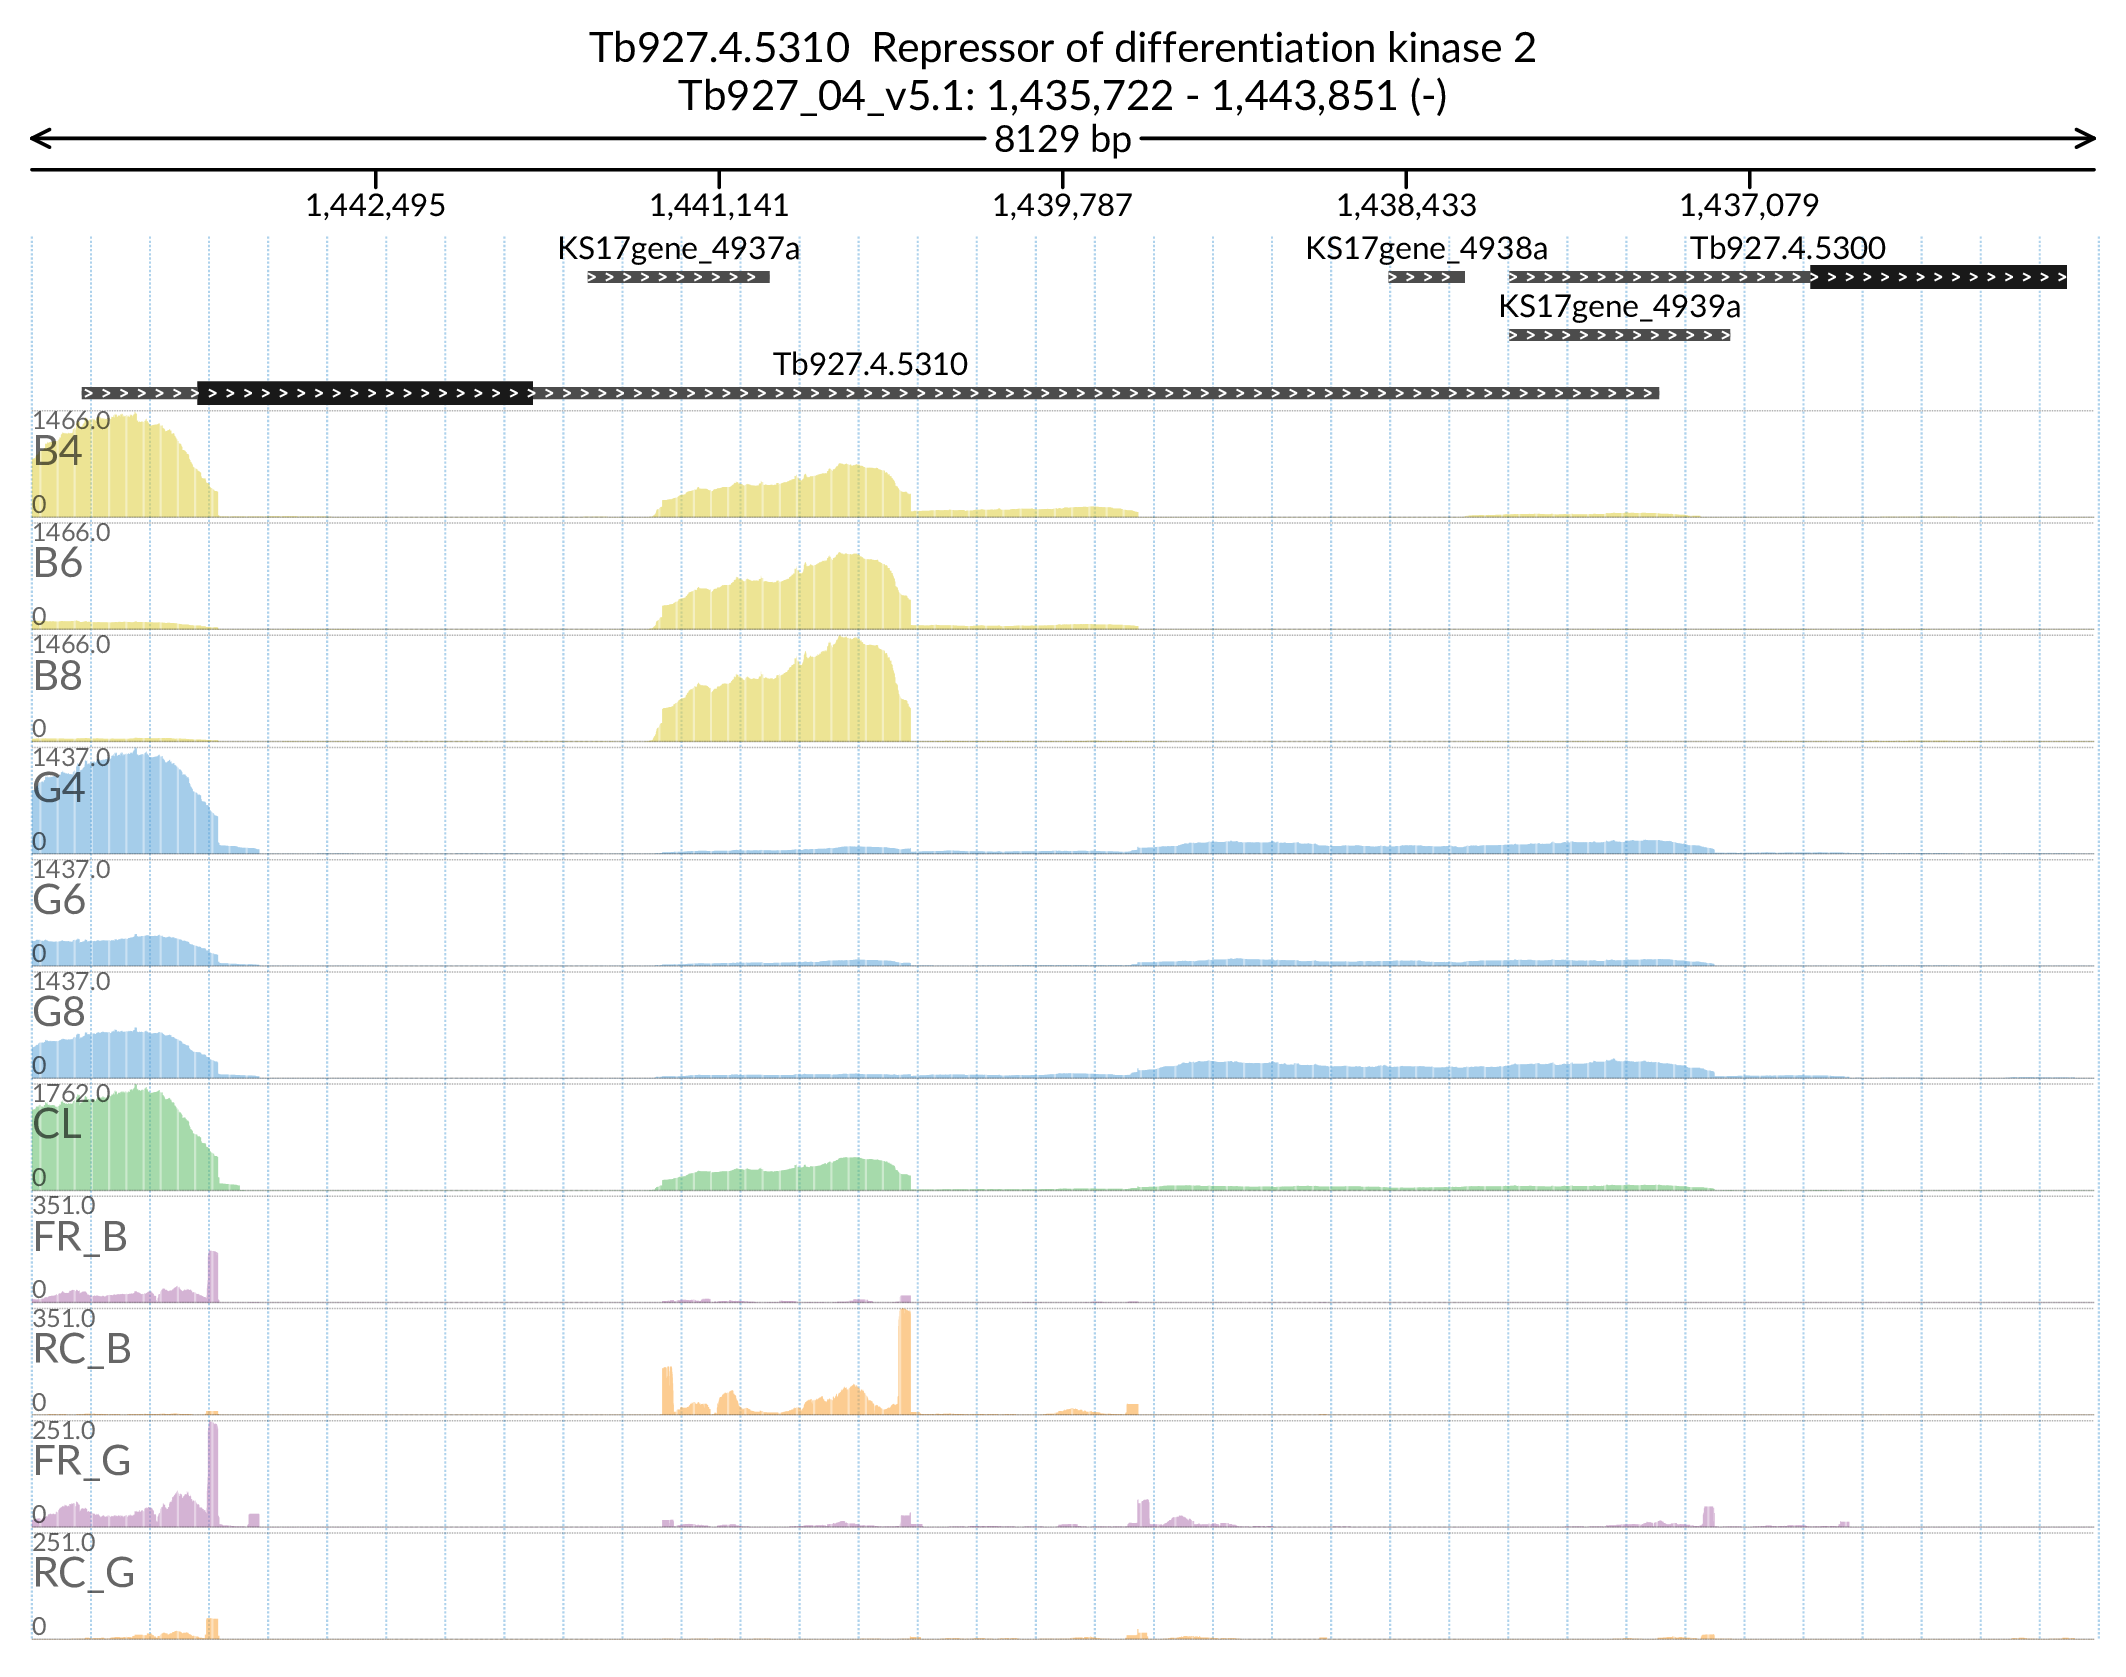 Tb927.4.5310  Repressor of differentiation kinase 2
Tb927_04_v5.1: 1,435,722 - 1,443,851 (-)
8129 bp
1,442,495 1,441,141 1,439,787 1,438,433 1,437,079
KS17gene_4937a KS17gene_4938a Tb927.4.5300
KS17gene_4939a
Tb927.4.5310
1466.0
B4
0
1466.0
B6
0
1466.0
B8
0
1437.0
G4
0
1437.0
G6
0
1437.0
G8
0
1762.0
CL
0
351.0
FR_B
0
351.0
RC_B
0
251.0
FR_G
0
251.0
RC_G
0